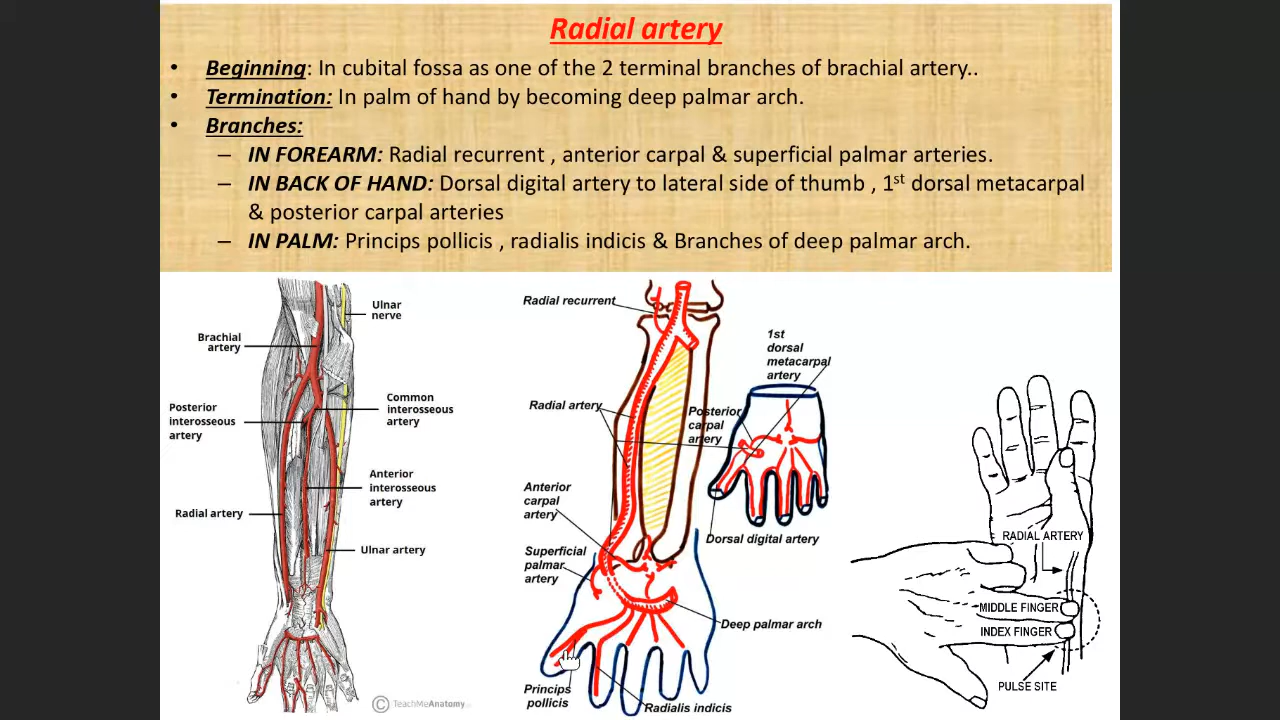 Radial artery
• Beginning: In cubital fossa as one of the 2 terminal branches of brachial artery..
• Termination: In palm of hand by becoming deep palmar arch.
• Branches:
– IN FOREARM: Radial recurrent , anterior carpal & superficial palmar arteries.
– IN BACK OF HAND: Dorsal digital artery to lateral side of thumb , 1st dorsal metacarpal
& posterior carpal arteries
– IN PALM: Princips pollicis , radialis indicis & Branches of deep palmar arch.
Ulnar
nerve
Brachial
artery
Common
interosseous
artery
Posterior
interosseous
artery
Anterior
interosseous
artery
Radial artery
Ulnar artery
© TeachMeAnatomy
Radial recurrent
1st
dorsal
metacarpal
artery
Radial artery
Posterior
carpal
artery
Anterior
carpal
artery
Dorsal digital artery
Superficial
palmar
artery
Deep palmar arch
Princips
pollicis
Radialis indicis
RADIAL ARTERY
MIDDLE FINGER
INDEX FINGER
PULSE SITE